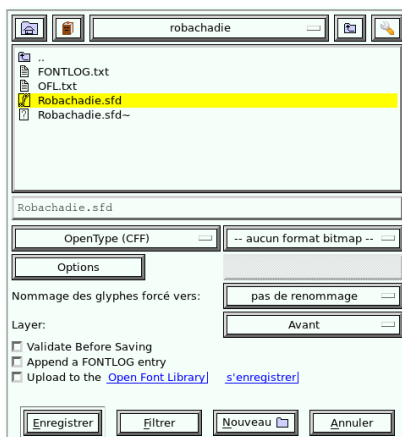 robachadie
..
FONTLOG.txt
OFL.txt
Robachadie.sfd
Robachadie.sfd~
Robachadie.sfd
OpenType (CFF) -- aucun format bitmap --
Options
Nommage des glyphes forcé vers: pas de renommage
Layer: Avant
Validate Before Saving
Append a FONTLOG entry
Upload to the Open Font Library s'enregistrer
Enregistrer Filtrer Nouveau Annuler